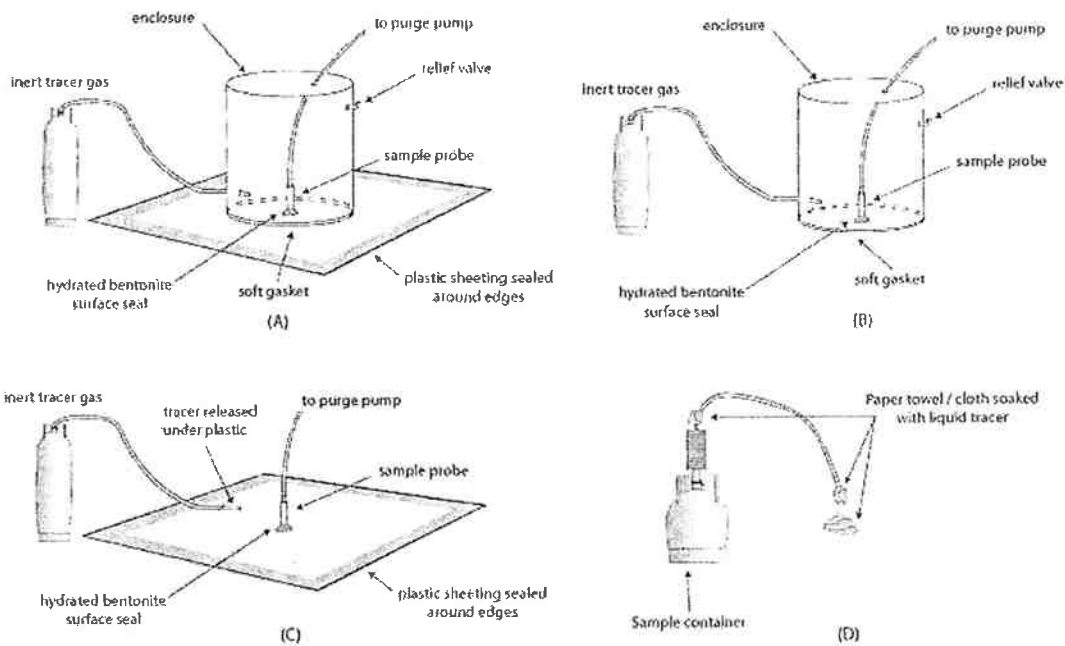 enclosure
to purge pump
inert tracer gas
relief valve
sample probe
hydrated bentonite
surface seal
soft gasket
plastic sheeting sealed
around edges
(A)
enclosure
to purge pump
inert tracer gas
relief valve
sample probe
hydrated bentonite
surface seal
soft gasket
(B)
inert tracer gas
tracer released
under plastic
to purge pump
sample probe
hydrated bentonite
surface seal
plastic sheeting sealed
around edges
(C)
Paper towel / cloth soaked
with liquid tracer
Sample container
(D)